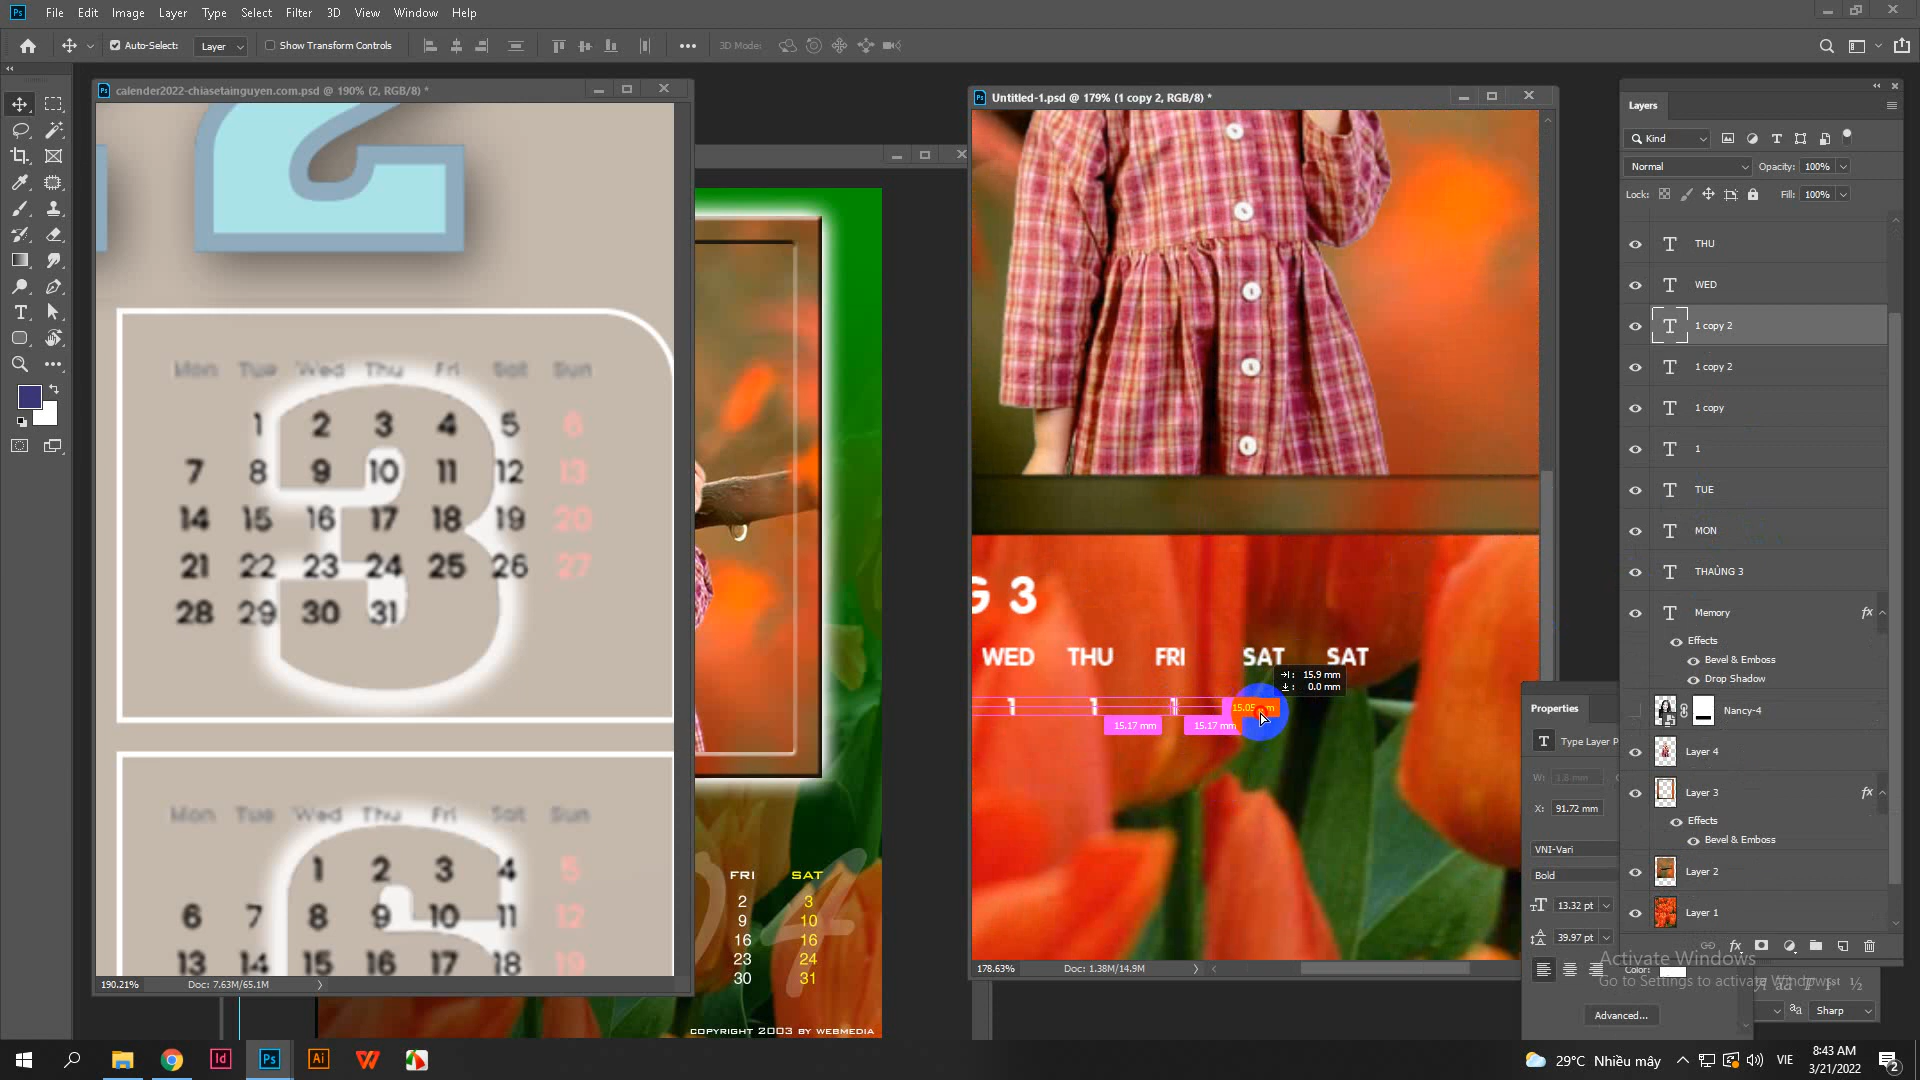 File Edit Image Layer Type Select Filter 3D View Window Help
Auto-Select: Layer Show Transform Controls 3D Mode:
calender2022-chiasetainguyen.com.psd @ 190% (2, RGB/8) *
Mon Tue Wed Thu Fri Sat Sun
1 2 3 4 5 6
7 8 9 10 11 12 13
14 15 16 17 18 19 20
21 22 23 24 25 26 27
28 29 30 31
Mon Tue Wed Thu Fri Sat Sun
1 2 3 4 5
6 7 8 9 10 11 12
13 14 15 16 17 18 19
190.21% Doc: 7.63M/65.1M
FRI SAT
2 3
9 10
16 16
23 24
30 31
COPYRIGHT 2003 BY WEBMEDIA
Untitled-1.psd @ 179% (1 copy 2, RGB/8) *
G 3
WED THU FRI SAT SAT
15.9 mm
0.0 mm
1 1 1
15.17 mm 15.17 mm
178.63% Doc: 1.38M/14.9M
Layers
Kind
Normal Opacity: 100%
Lock: Fill: 100%
THU
WED
1 copy 2
1 copy 2
1 copy
1
TUE
MON
THAÙNG 3
Memory fx
Effects
Bevel & Emboss
Drop Shadow
Nancy-4
Layer 4
Layer 3 fx
Effects
Bevel & Emboss
Layer 2
Layer 1
Properties
Type Layer P
W: 1.8 mm
X: 91.72 mm
VNI-Vari
Bold
13.32 pt
39.97 pt
Color:
Advanced...
Sharp
Activate Windows
Go to Settings to activate Windows.
29°C Nhiều mây
VIE
8:43 AM
3/21/2022
2